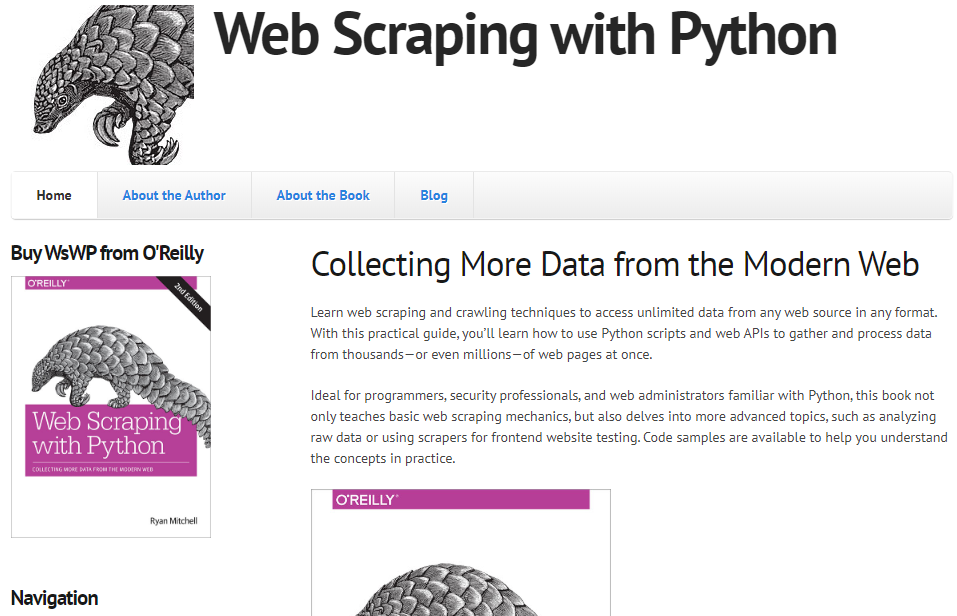 Web Scraping with Python
Home
About the Author
About the Book
Blog
Buy WsWP from O'Reilly
O'REILLY®
2nd Edition
Web Scraping
with Python
COLLECTING MORE DATA FROM THE MODERN WEB
Ryan Mitchell
Navigation
Collecting More Data from the Modern Web
Learn web scraping and crawling techniques to access unlimited data from any web source in any format.
With this practical guide, you’ll learn how to use Python scripts and web APIs to gather and process data
from thousands—or even millions—of web pages at once.
Ideal for programmers, security professionals, and web administrators familiar with Python, this book not
only teaches basic web scraping mechanics, but also delves into more advanced topics, such as analyzing
raw data or using scrapers for frontend website testing. Code samples are available to help you understand
the concepts in practice.
O'REILLY®